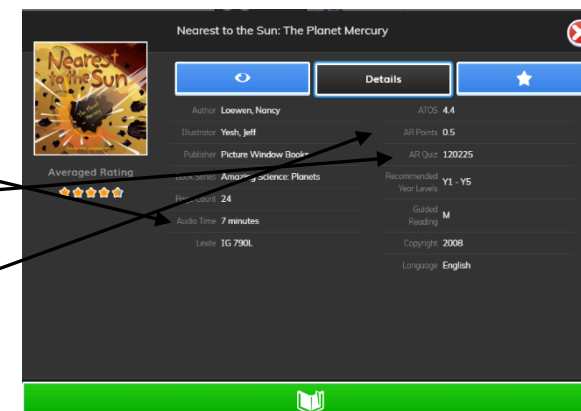 Nearest to the Sun: The Planet Mercury
Nearest
to the Sun
The Planet
Mercury
Averaged Rating
Details
Author Loewen, Nancy
Illustrator Yesh, Jeff
Publisher Picture Window Books
Book Series Amazing Science: Planets
Page Count 24
Audio Time 7 minutes
Lexile IG 790L
ATOS 4.4
AR Points 0.5
AR Quiz 120225
Recommended
Year Levels Y1 - Y5
Guided
Reading M
Copyright 2008
Language English